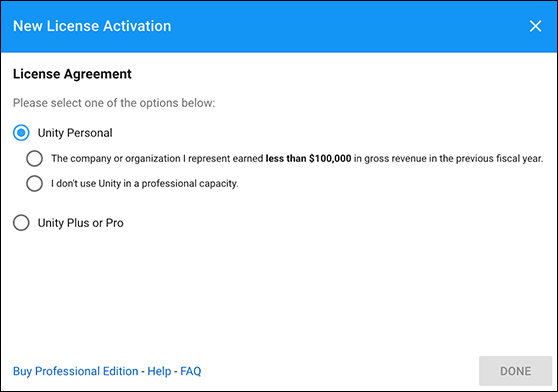 New License Activation
License Agreement
Please select one of the options below:
Unity Personal
The company or organization I represent earned less than $100,000 in gross revenue in the previous fiscal year.
I don't use Unity in a professional capacity.
Unity Plus or Pro
Buy Professional Edition - Help - FAQ
DONE